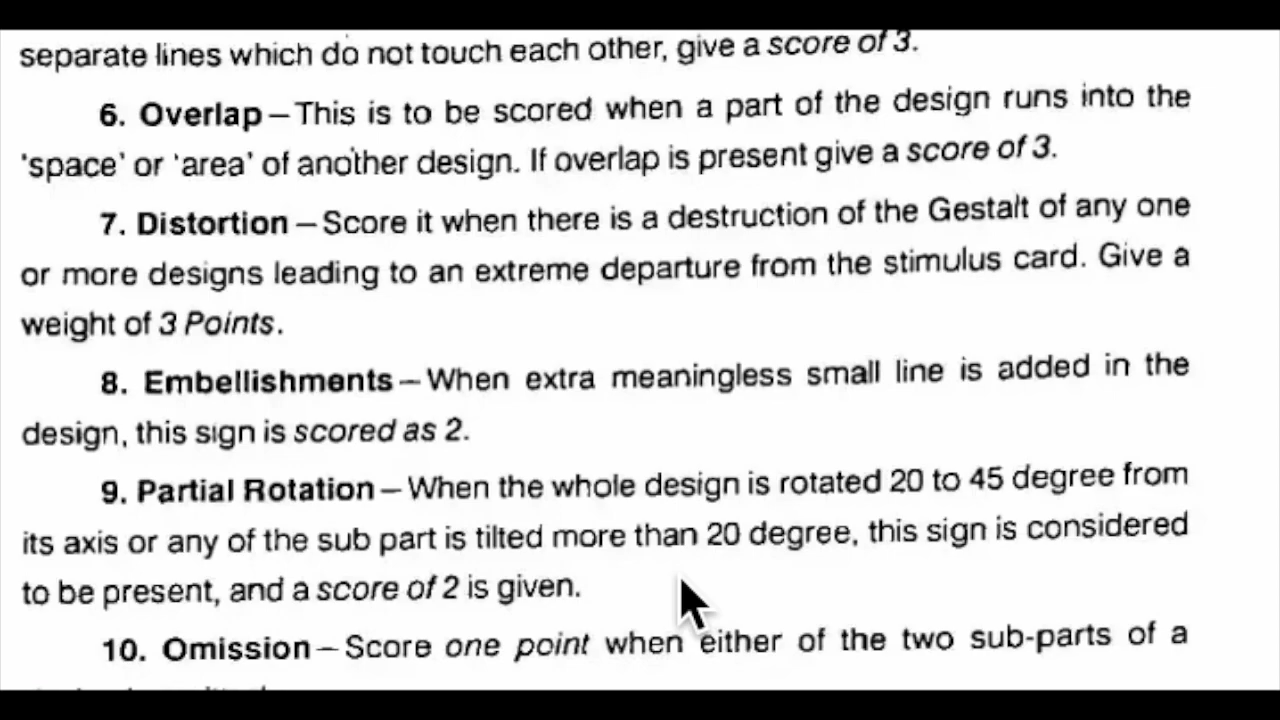 separate lines which do not touch each other, give a score of 3.
6. Overlap – This is to be scored when a part of the design runs into the
'space' or 'area' of another design. If overlap is present give a score of 3.
7. Distortion – Score it when there is a destruction of the Gestalt of any one
or more designs leading to an extreme departure from the stimulus card. Give a
weight of 3 Points.
8. Embellishments – When extra meaningless small line is added in the
design, this sign is scored as 2.
9. Partial Rotation – When the whole design is rotated 20 to 45 degree from
its axis or any of the sub part is tilted more than 20 degree, this sign is considered
to be present, and a score of 2 is given.
10. Omission – Score one point when either of the two sub-parts of a